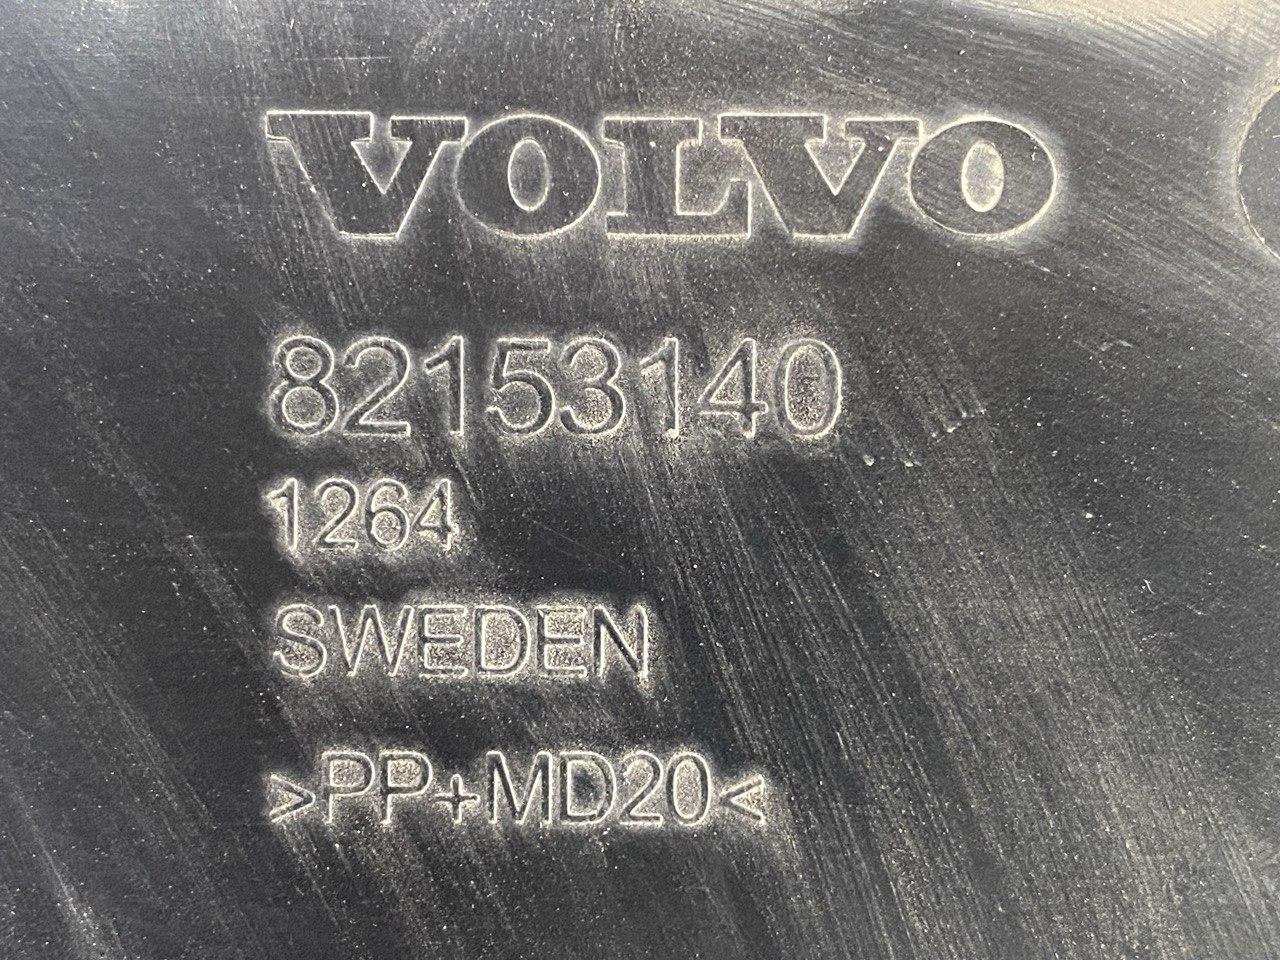 VOLVO
82153140
1264
SWEDEN
>PP+MD20<